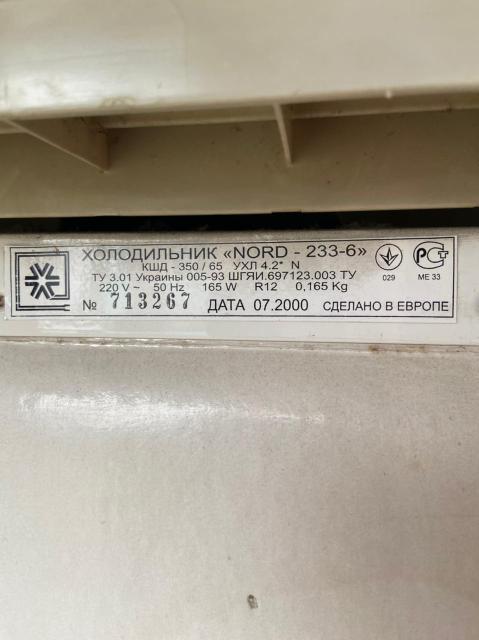 ХОЛОДИЛЬНИК «NORD - 233-6»
КШД - 350 / 65 УХЛ 4.2* N
ТУ 3.01 Украины 005-93 ШГЯИ.697123.003 ТУ
220 V ~ 50 Hz 165 W R12 0,165 Kg
№ 713267 ДАТА 07.2000 СДЕЛАНО В ЕВРОПЕ
029
РСТ
МЕ 33